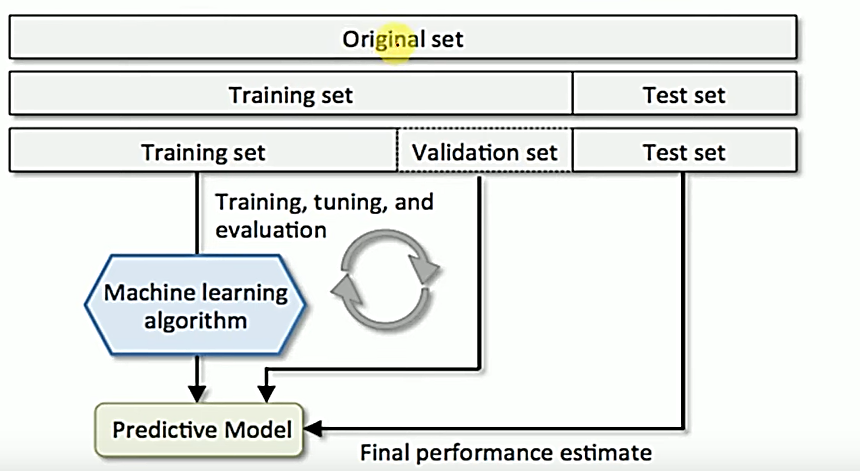 Original set
Training set
Test set
Training set
Validation set
Test set
Training, tuning, and
evaluation
Machine learning
algorithm
Predictive Model
Final performance estimate